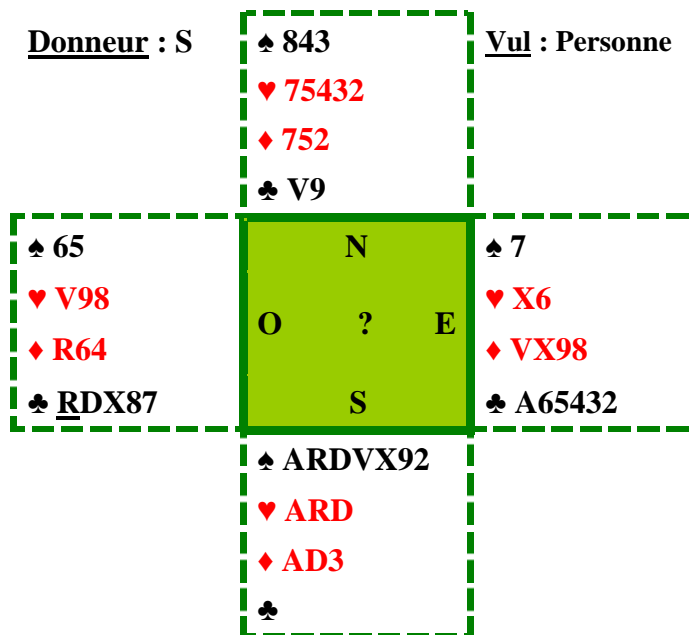 Donneur : S
♠ 843
♥ 75432
♦ 752
♣ V9
Vul : Personne
♠ 65
♥ V98
♦ R64
♣ RDX87
N
O ? E
S
♠ 7
♥ X6
♦ VX98
♣ A65432
♠ ARDVX92
♥ ARD
♦ AD3
♣